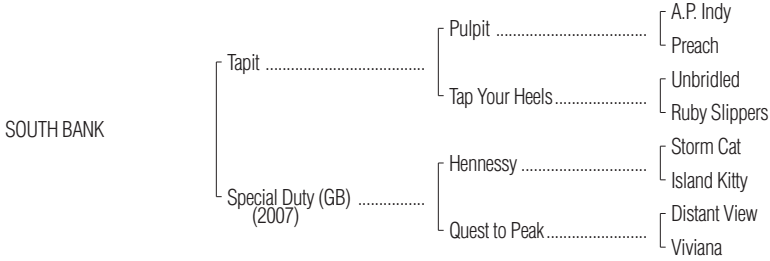 A.P. Indy
Pulpit ........................................
Preach
Tapit ..........................................
Unbridled
Tap Your Heels........................
Ruby Slippers
SOUTH BANK
Storm Cat
Hennessy ..................................
Island Kitty
Special Duty (GB) .................
(2007)
Distant View
Quest to Peak..........................
Viviana